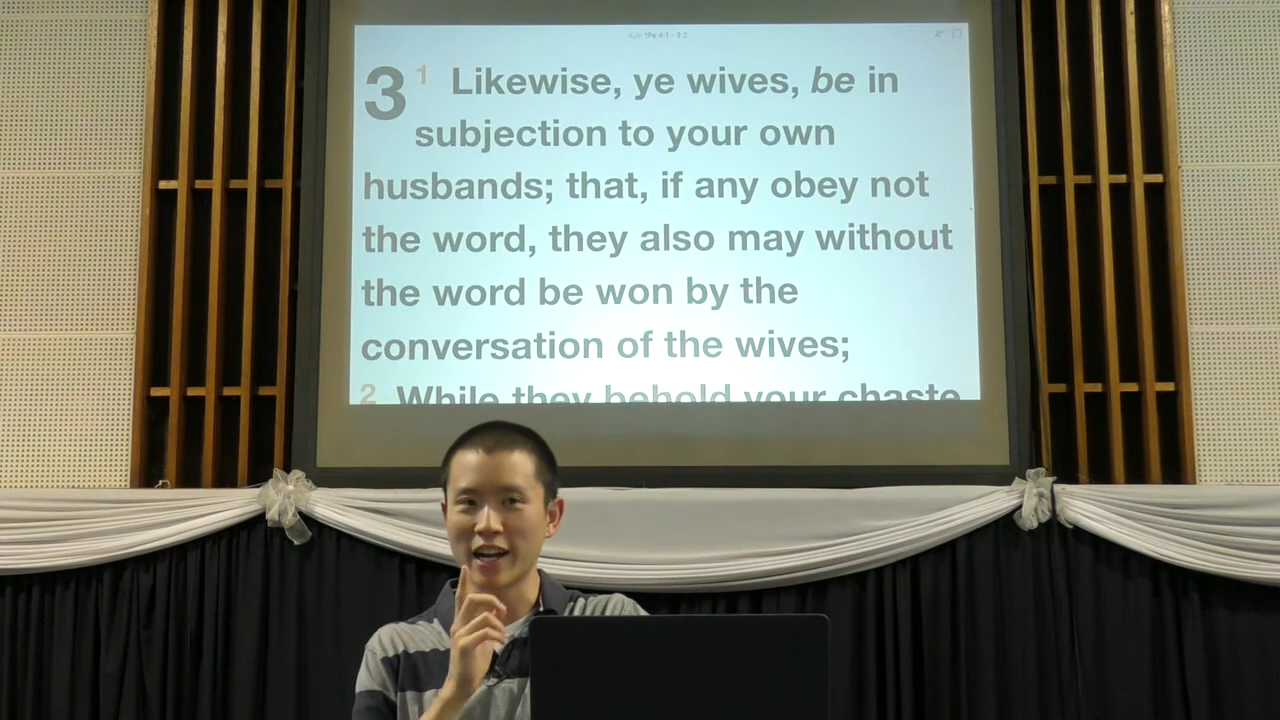 1Pe 4:1 - 3:2
3 1 Likewise, ye wives, be in
subjection to your own
husbands; that, if any obey not
the word, they also may without
the word be won by the
conversation of the wives;
2 While they behold your chaste